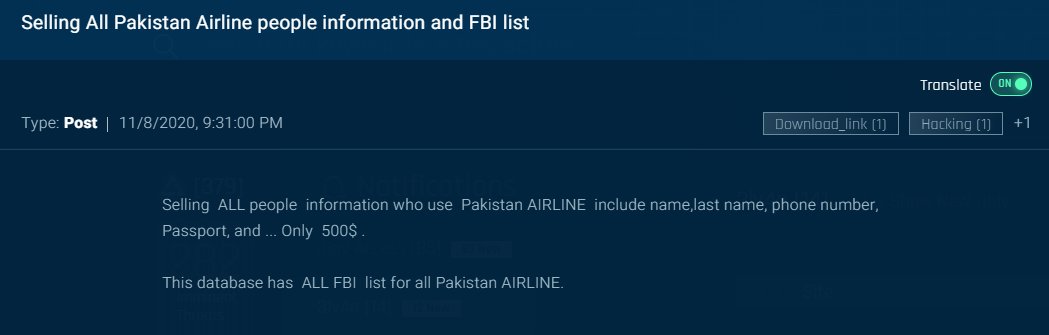 Selling All Pakistan Airline people information and FBI list
Translate ON
Type: Post | 11/8/2020, 9:31:00 PM
Download_link (1) Hacking (1) +1
[379] Notifications
Selling ALL people information who use Pakistan AIRLINE include name,last name, phone number,
Passport, and ... Only 500$ .
This database has ALL FBI list for all Pakistan AIRLINE.